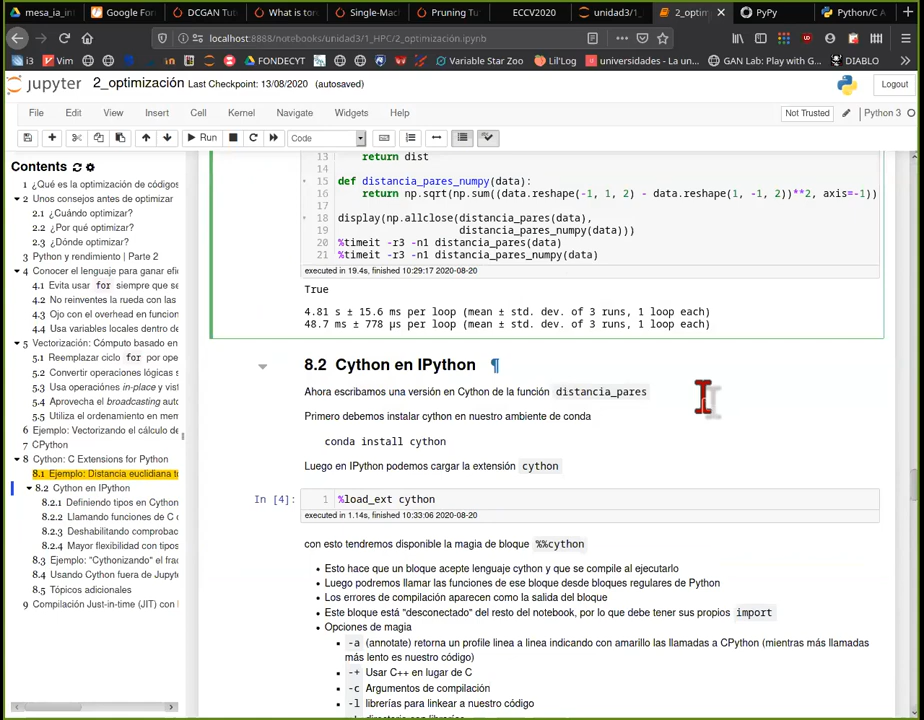 mesa_ia_in
Google For
DCGAN Tut
What is tor
Single-Mac
Pruning Tu
ECCV2020
unidad3/1_
2_optim
PyPy
Python/C A
localhost:8888/notebooks/unidad3/1_HPC/2_optimización.ipynb
i3
Vim
FONDECYT
Variable Star Zoo
Lil'Log
universidades - La un...
GAN Lab: Play with G...
DIABLO
jupyter 2_optimización Last Checkpoint: 13/08/2020 (autosaved)
Logout
File Edit View Insert Cell Kernel Navigate Widgets Help
Not Trusted
Python 3
Run
Code
Contents
1 ¿Qué es la optimización de códigos
2 Unos consejos antes de optimizar
2.1 ¿Cuándo optimizar?
2.2 ¿Por qué optimizar?
2.3 ¿Dónde optimizar?
3 Python y rendimiento | Parte 2
4 Conocer el lenguaje para ganar efic
4.1 Evita usar for siempre que se
4.2 No reinventes la rueda con las
4.3 Ojo con el overhead en funcion
4.4 Usa variables locales dentro de
5 Vectorización: Cómputo basado en
5.1 Reemplazar ciclo for por ope
5.2 Convertir operaciones lógicas s
5.3 Usa operaciónes in-place y vist
5.4 Aprovecha el broadcasting auto
5.5 Utiliza el ordenamiento en mem
6 Ejemplo: Vectorizando el cálculo de
7 CPython
8 Cython: C Extensions for Python
8.1 Ejemplo: Distancia euclidiana to
8.2 Cython en IPython
8.2.1 Definiendo tipos en Cython
8.2.2 Llamando funciones de C o
8.2.3 Deshabilitando comprobac
8.2.4 Mayor flexibilidad con tipos
8.3 Ejemplo: "Cythonizando" el frac
8.4 Usando Cython fuera de Jupyte
8.5 Tópicos adicionales
9 Compilación Just-in-time (JIT) con
13 return dist
14
15 def distancia_pares_numpy(data):
16 return np.sqrt(np.sum((data.reshape(-1, 1, 2) - data.reshape(1, -1, 2))**2, axis=-1))
17
18 display(np.allclose(distancia_pares(data),
19 distancia_pares_numpy(data)))
20 %timeit -r3 -n1 distancia_pares(data)
21 %timeit -r3 -n1 distancia_pares_numpy(data)
executed in 19.4s, finished 10:29:17 2020-08-20
True
4.81 s ± 15.6 ms per loop (mean ± std. dev. of 3 runs, 1 loop each)
48.7 ms ± 778 µs per loop (mean ± std. dev. of 3 runs, 1 loop each)
8.2 Cython en IPython ¶
Ahora escribamos una versión en Cython de la función distancia_pares
Primero debemos instalar cython en nuestro ambiente de conda
conda install cython
Luego en IPython podemos cargar la extensión cython
In [4]: 1 %load_ext cython
executed in 1.14s, finished 10:33:06 2020-08-20
con esto tendremos disponible la magia de bloque %%cython
• Esto hace que un bloque acepte lenguaje cython y que se compile al ejecutarlo
• Luego podremos llamar las funciones de ese bloque desde bloques regulares de Python
• Los errores de compilación aparecen como la salida del bloque
• Este bloque está "desconectado" del resto del notebook, por lo que debe tener sus propios import
• Opciones de magia
-a (annotate) retorna un profile linea a linea indicando con amarillo las llamadas a CPython (mientras más llamadas
más lento es nuestro código)
-+ Usar C++ en lugar de C
-c Argumentos de compilación
-l librerías para linkear a nuestro código